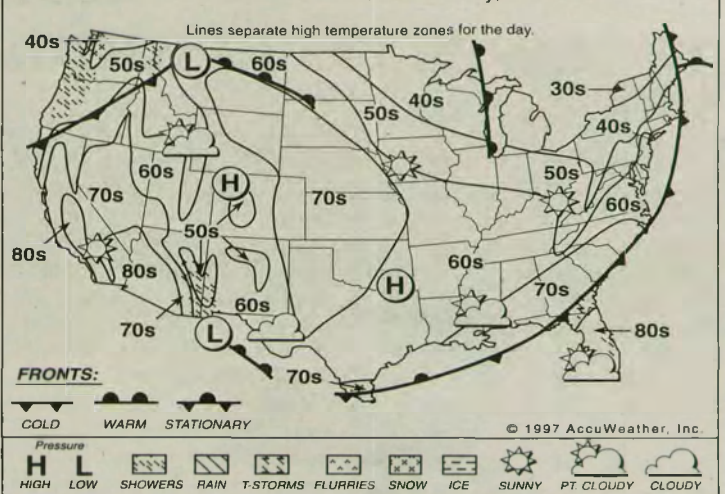 Lines separate high temperature zones for the day.
40s
50s
L
60s
50s
40s
30s
40s
60s
H
70s
70s
50s
60s
50s
80s
80s
H
60s
60s
70s
70s
L
80s
70s
FRONTS:
COLD WARM STATIONARY
© 1997 AccuWeather, Inc.
Pressure
H L
HIGH LOW SHOWERS RAIN T-STORMS FLURRIES SNOW ICE SUNNY PT. CLOUDY CLOUDY